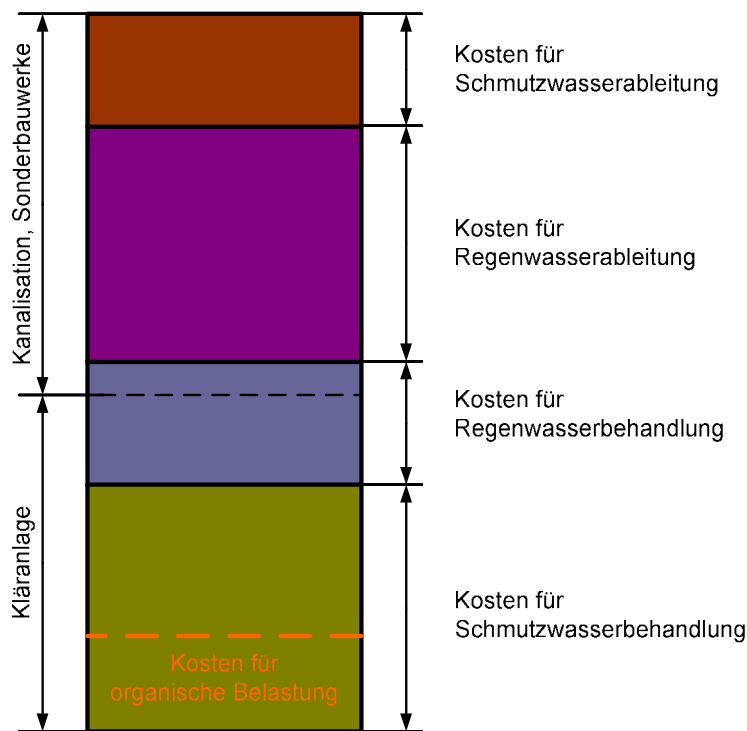 Kanalisation, Sonderbauwerke
Kläranlage
Kosten für
Schmutzwasserableitung
Kosten für
Regenwasserableitung
Kosten für
Regenwasserbehandlung
Kosten für
Schmutzwasserbehandlung
Kosten für
organische Belastung